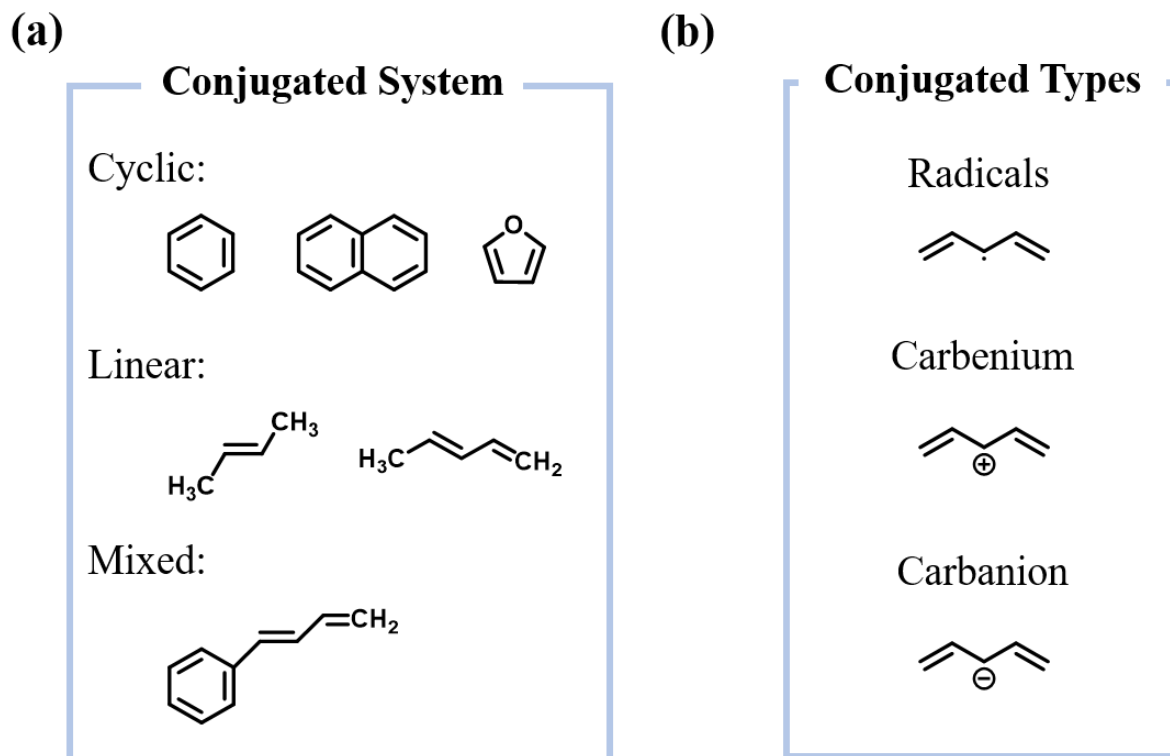 (a)
Conjugated System
Cyclic:
O
Linear:
CH3
H3C
H3C
CH2
Mixed:
CH2
(b)
Conjugated Types
Radicals
Carbenium
+
Carbanion
−